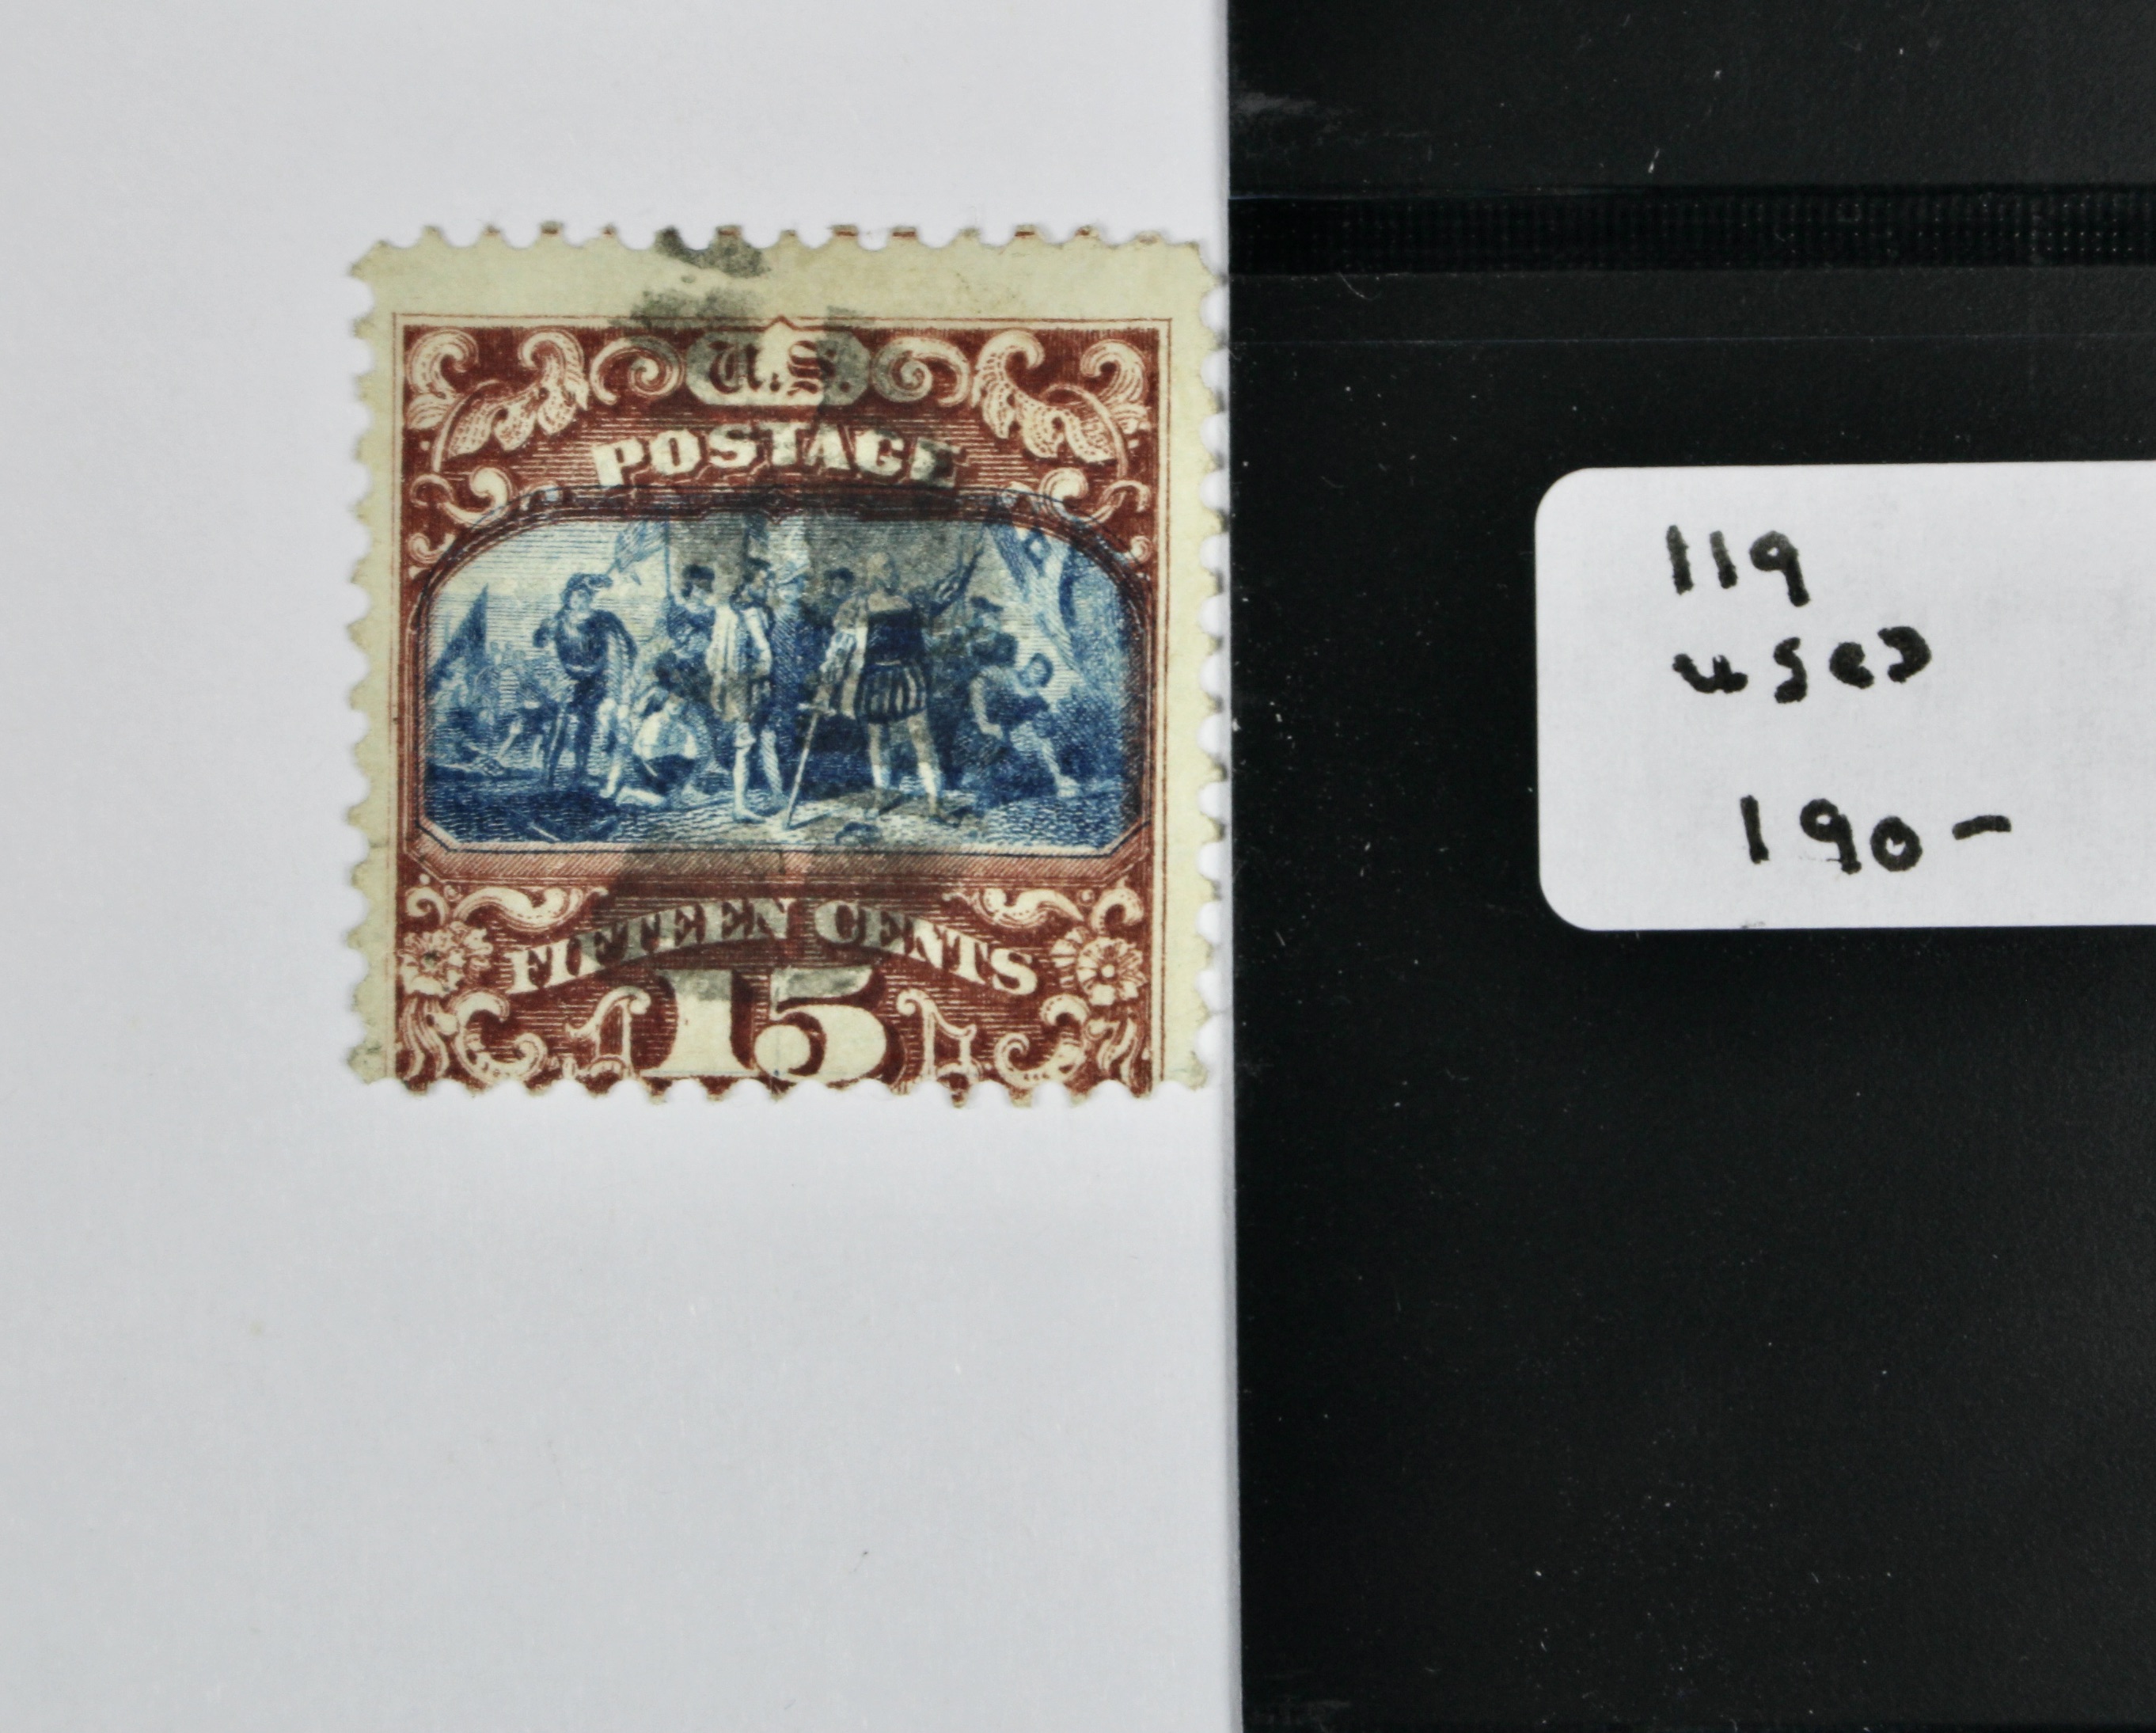 U.S.
POSTAGE
FIFTEEN CENTS
15
119
used
190-